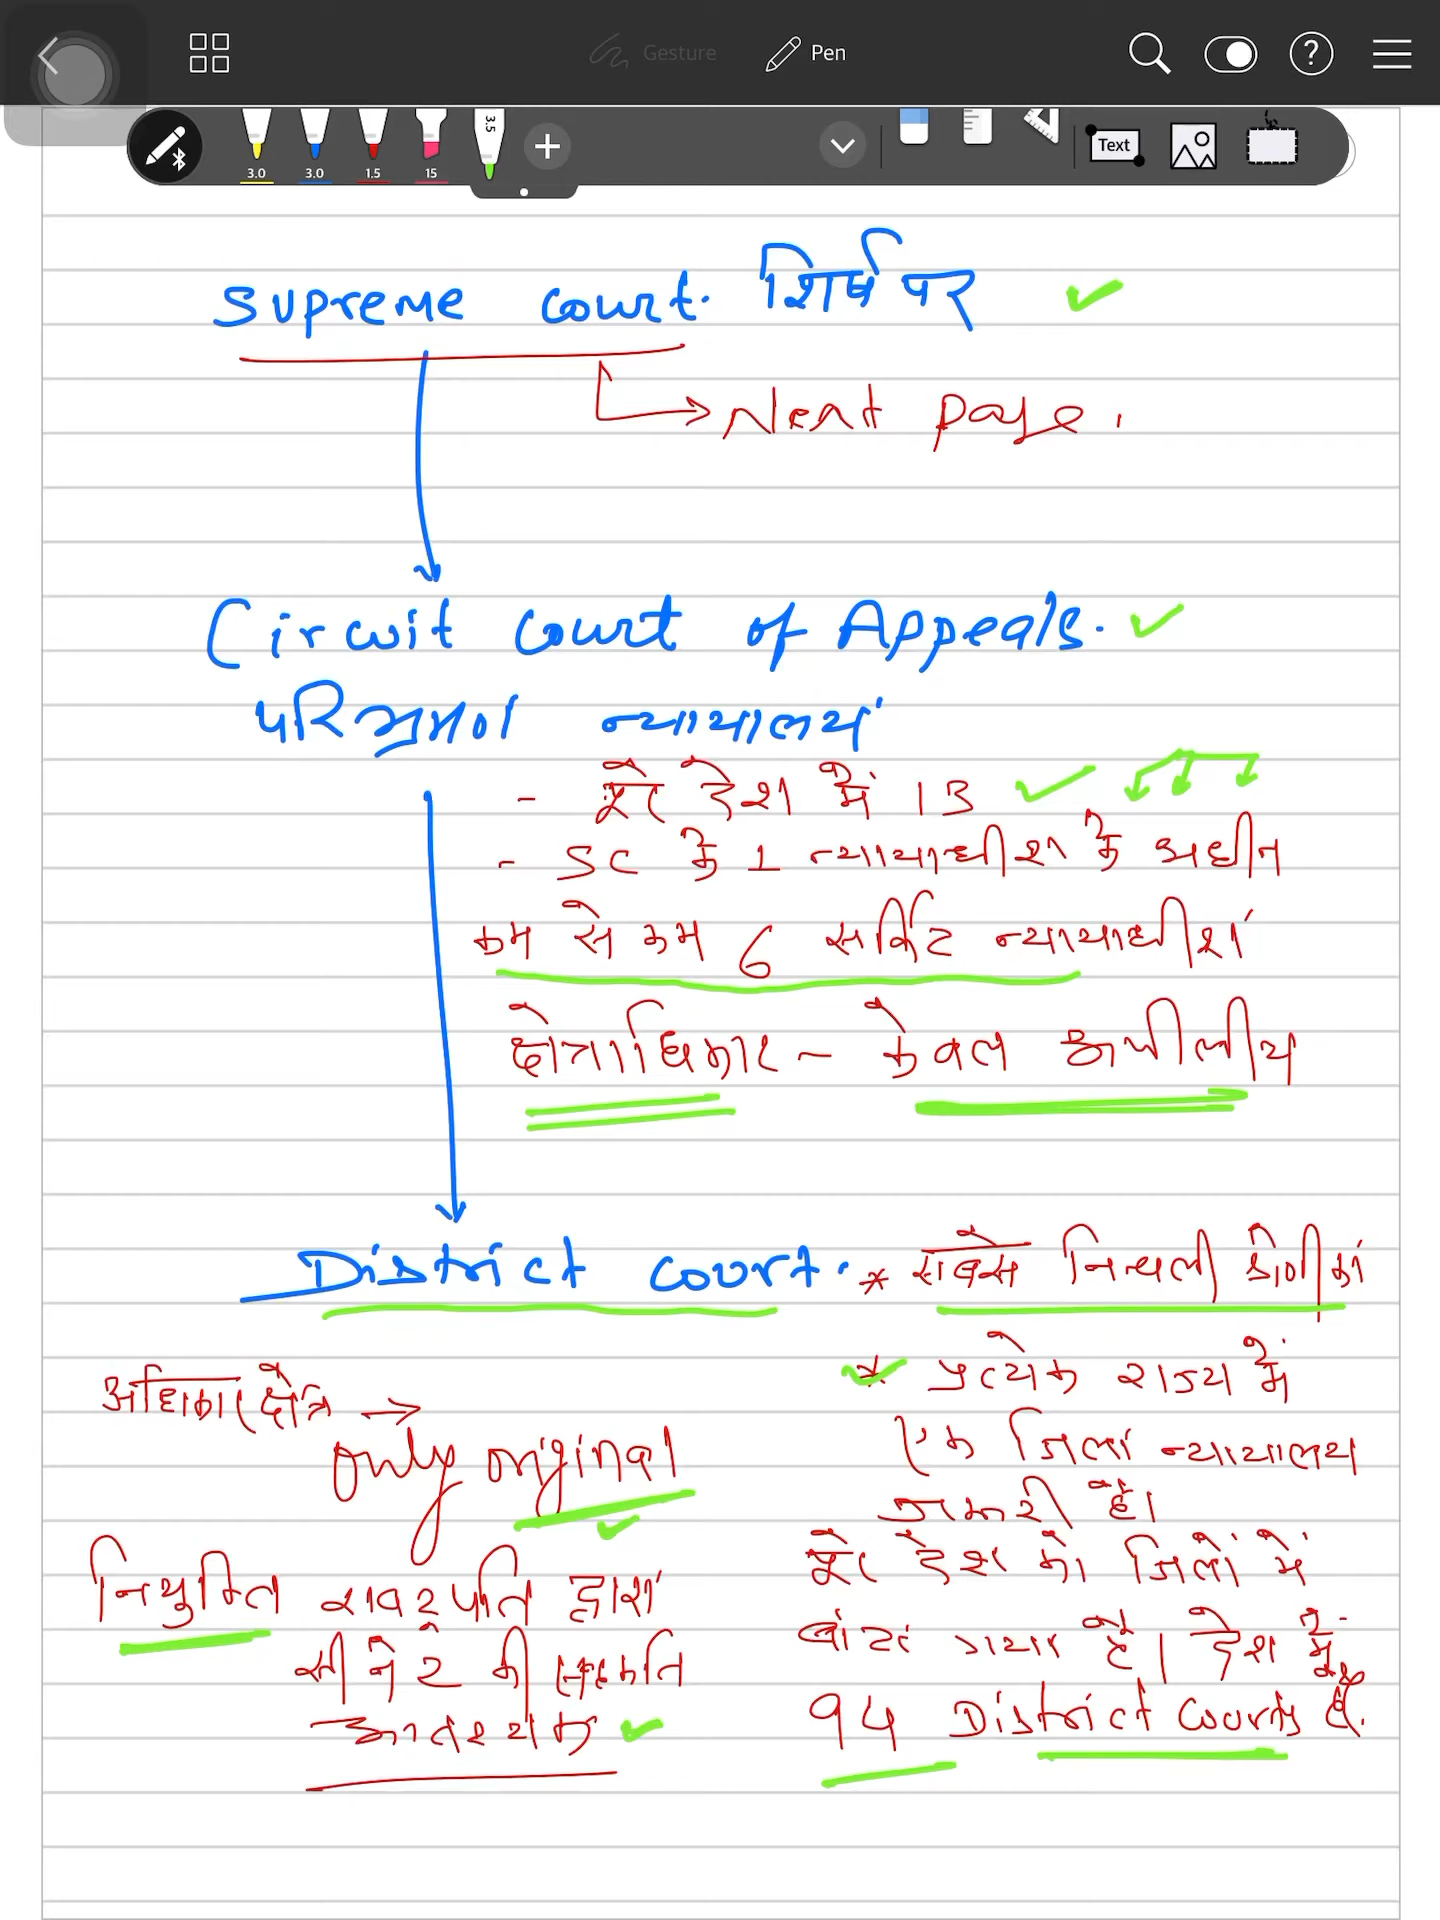 Gesture
Pen
3.0 3.0 1.5 15 3.5
Text
Supreme Court. शिर्ष पर
Next page.
Circuit Court of Appeals.
परिभ्रमण न्यायालय
- पूरे देश में 13
- SC के 1 न्यायाधीश के अधीन
कम से कम 6 सर्किट न्यायाधीश
क्षेत्राधिकार - केवल अपीलीय
District Court. * सबसे निचली श्रेणी का
अधिकार क्षेत्र →
only original
नियुक्ति राष्ट्रपति द्वारा
सीनेट की सहमति
आवश्यक
* प्रत्येक राज्य में
एक जिला न्यायालय
जरूरी है।
पूरे देश को जिलों में
बांटा गया है। देश में
94 District Courts है.